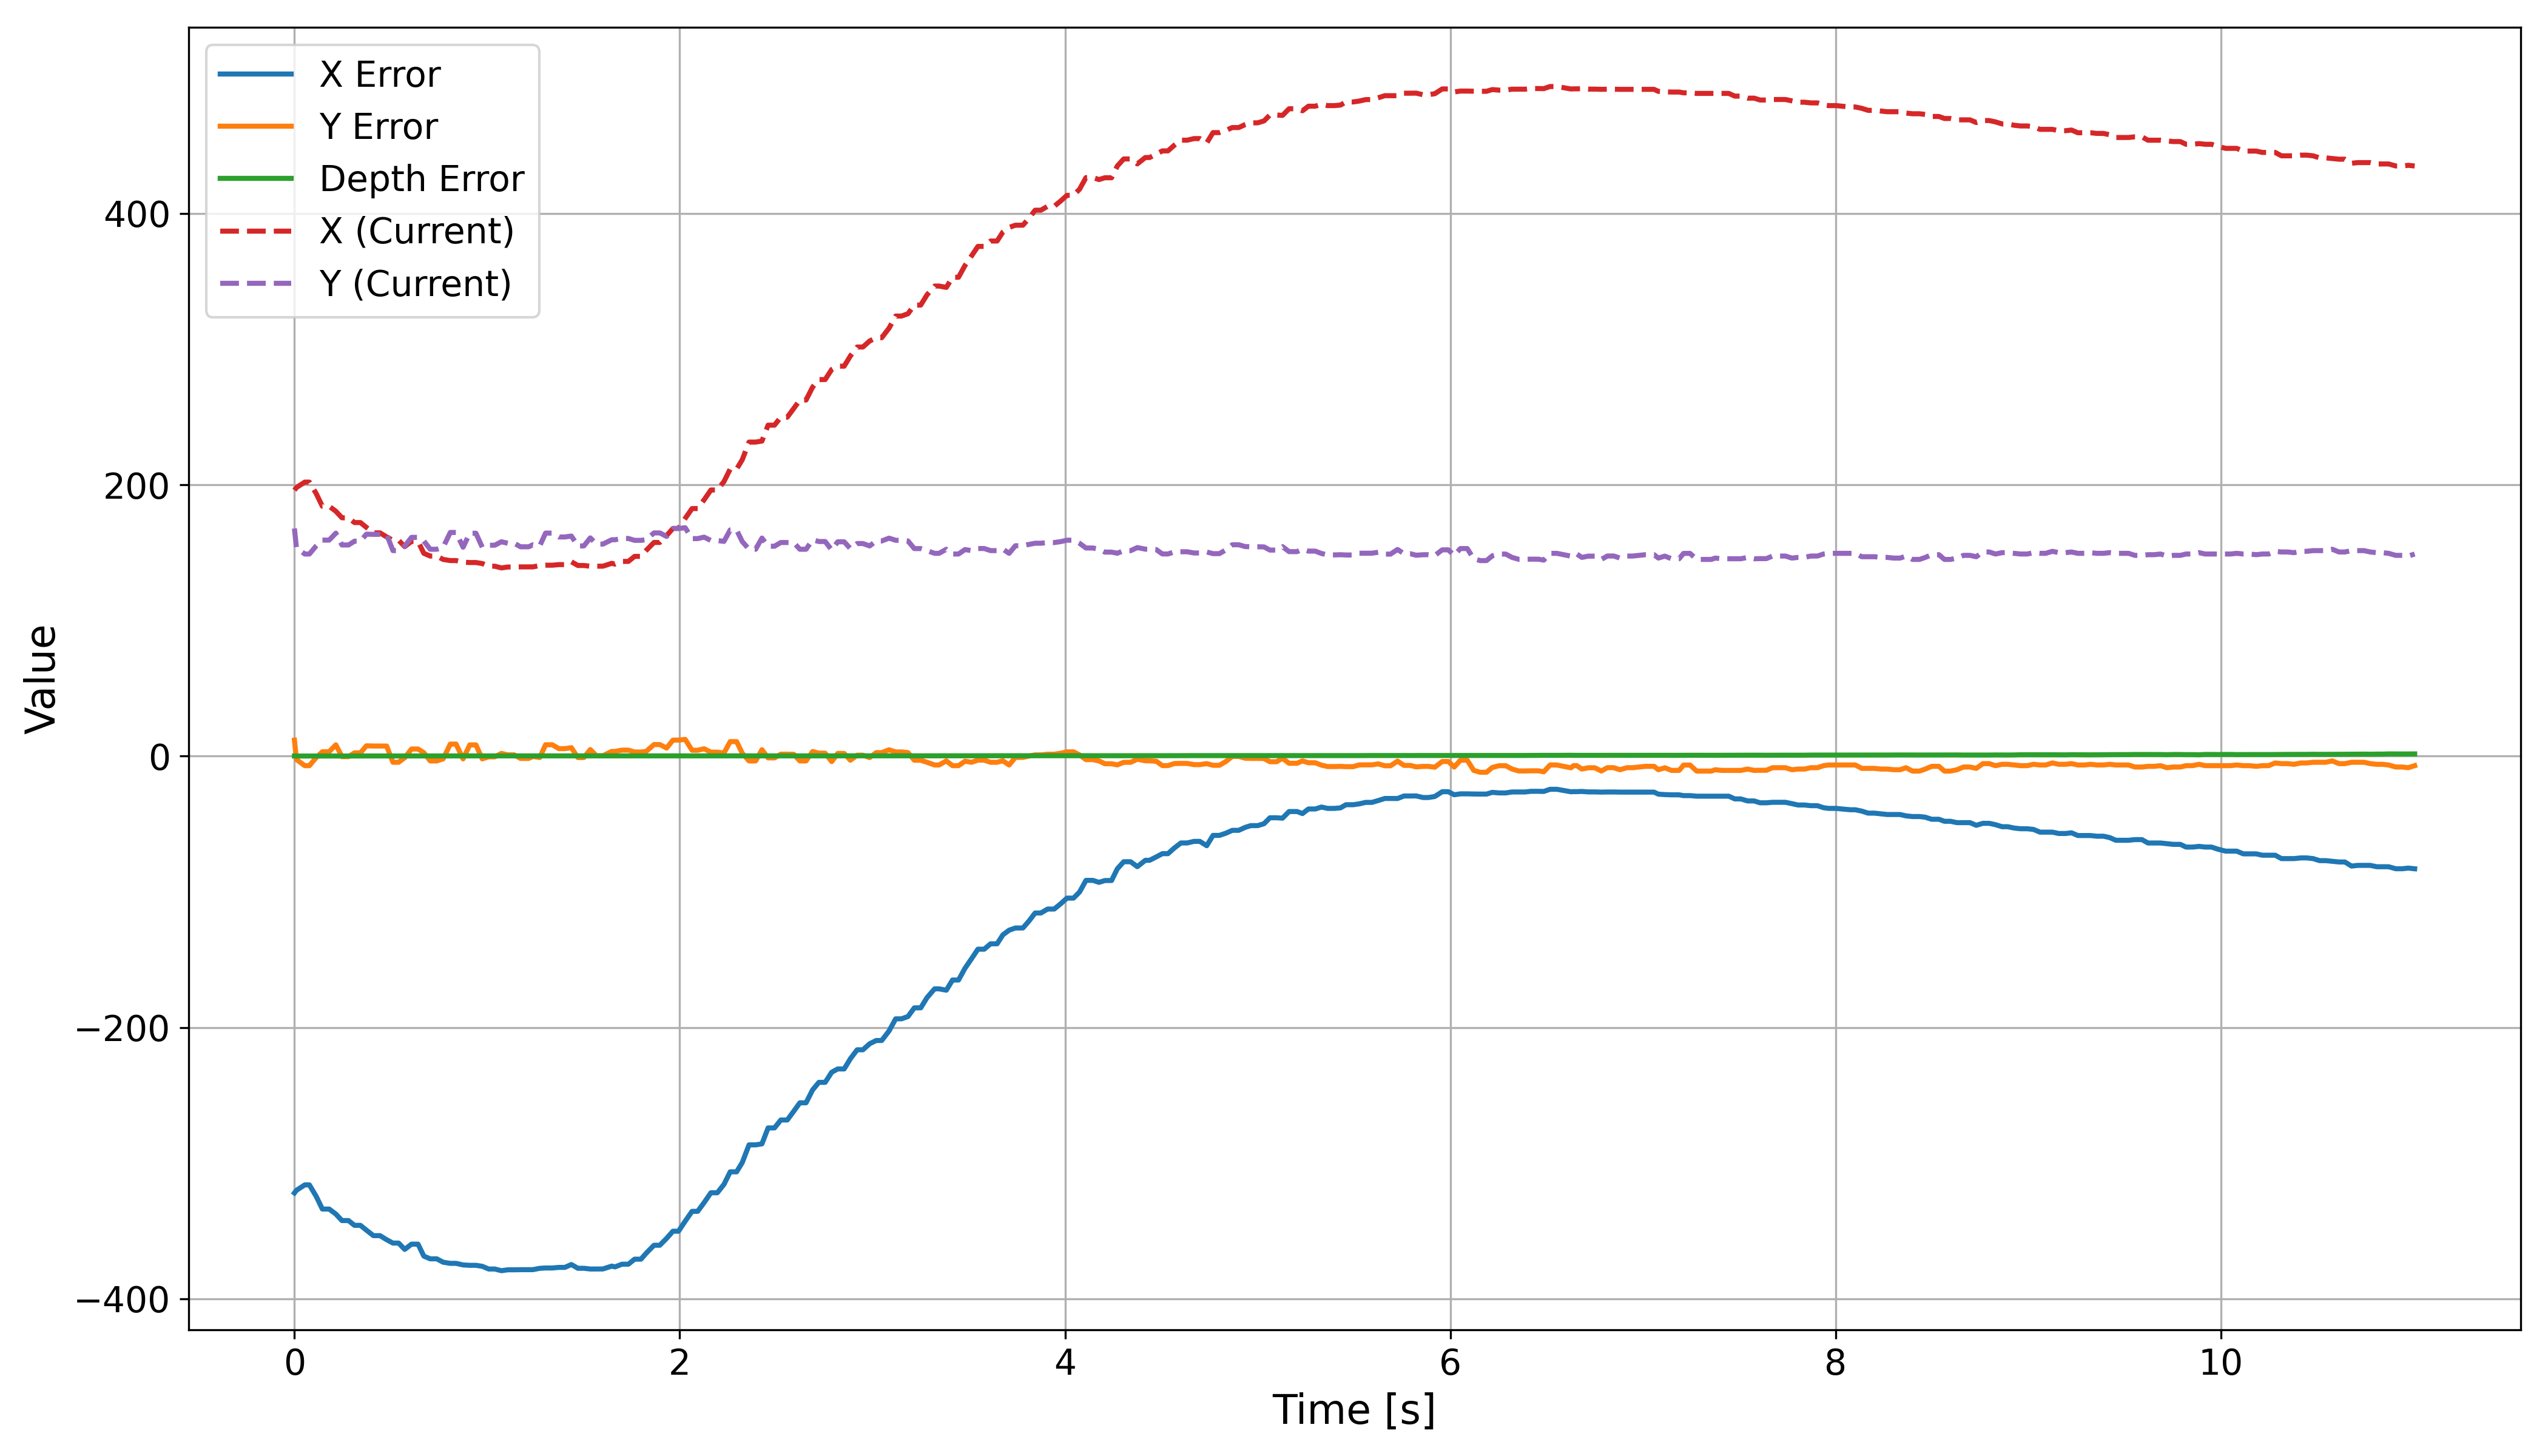 X Error
Y Error
Depth Error
X (Current)
Y (Current)
400
200
0
−200
−400
Value
0 2 4 6 8 10
Time [s]